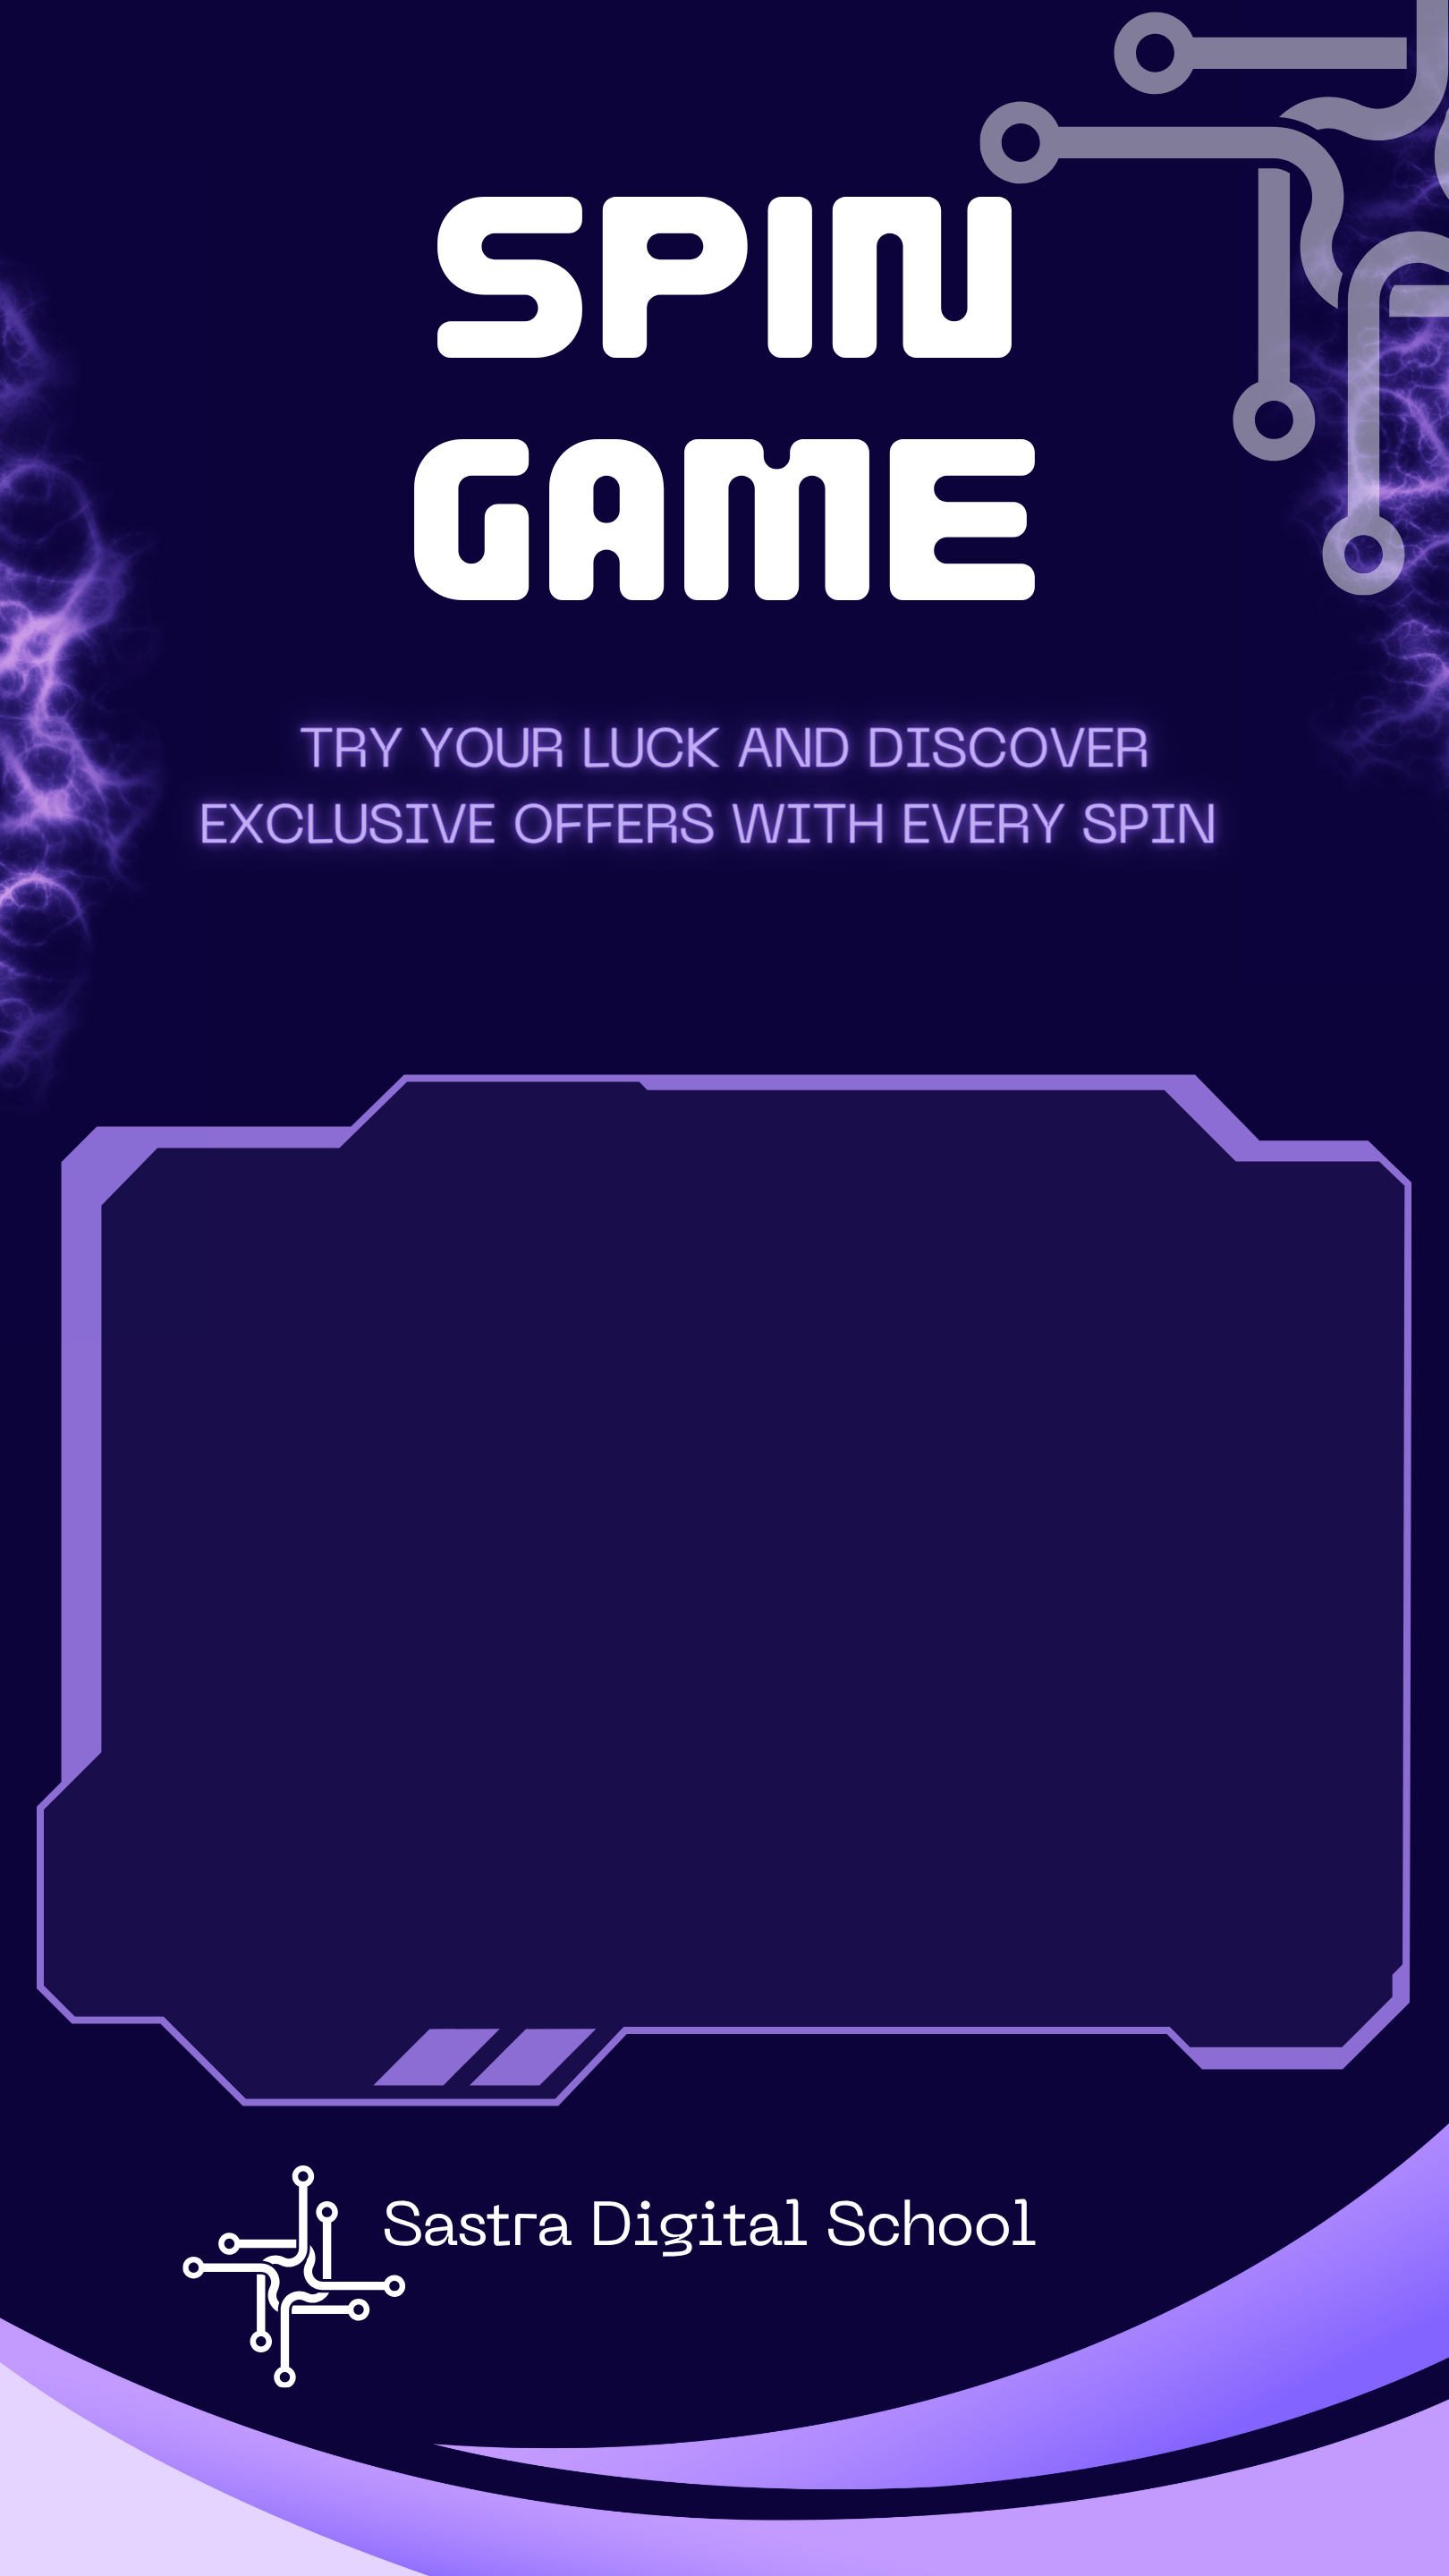 SPIN
GAME
TRY YOUR LUCK AND DISCOVER
EXCLUSIVE OFFERS WITH EVERY SPIN
Sastra Digital School